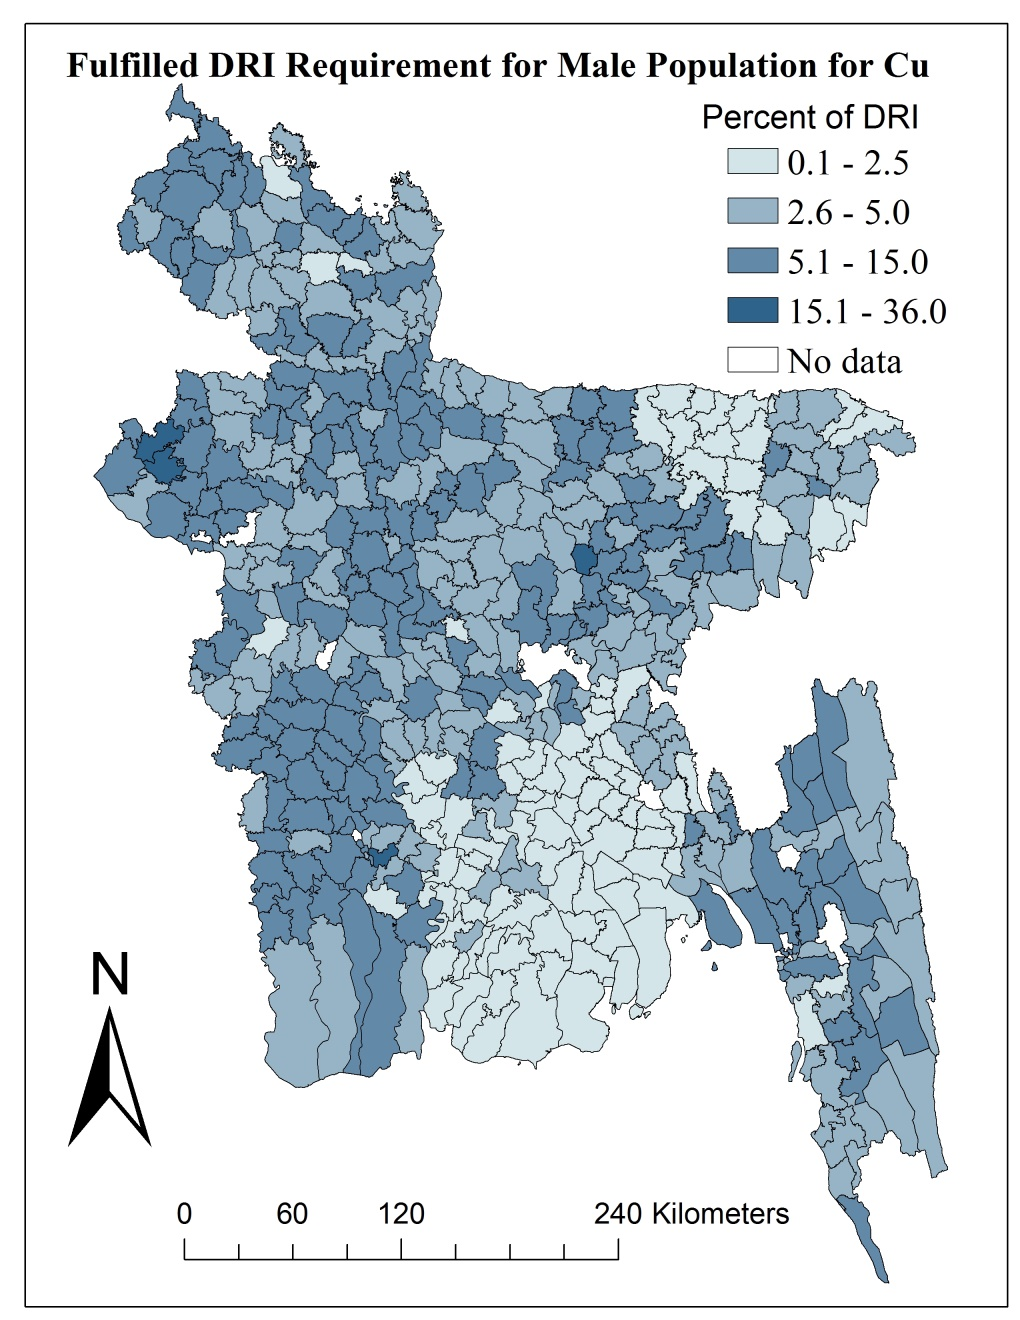 Fulfilled DRI Requirement for Male Population for Cu
Percent of DRI
0.1 - 2.5
2.6 - 5.0
5.1 - 15.0
15.1 - 36.0
No data
N
0 60 120 240 Kilometers